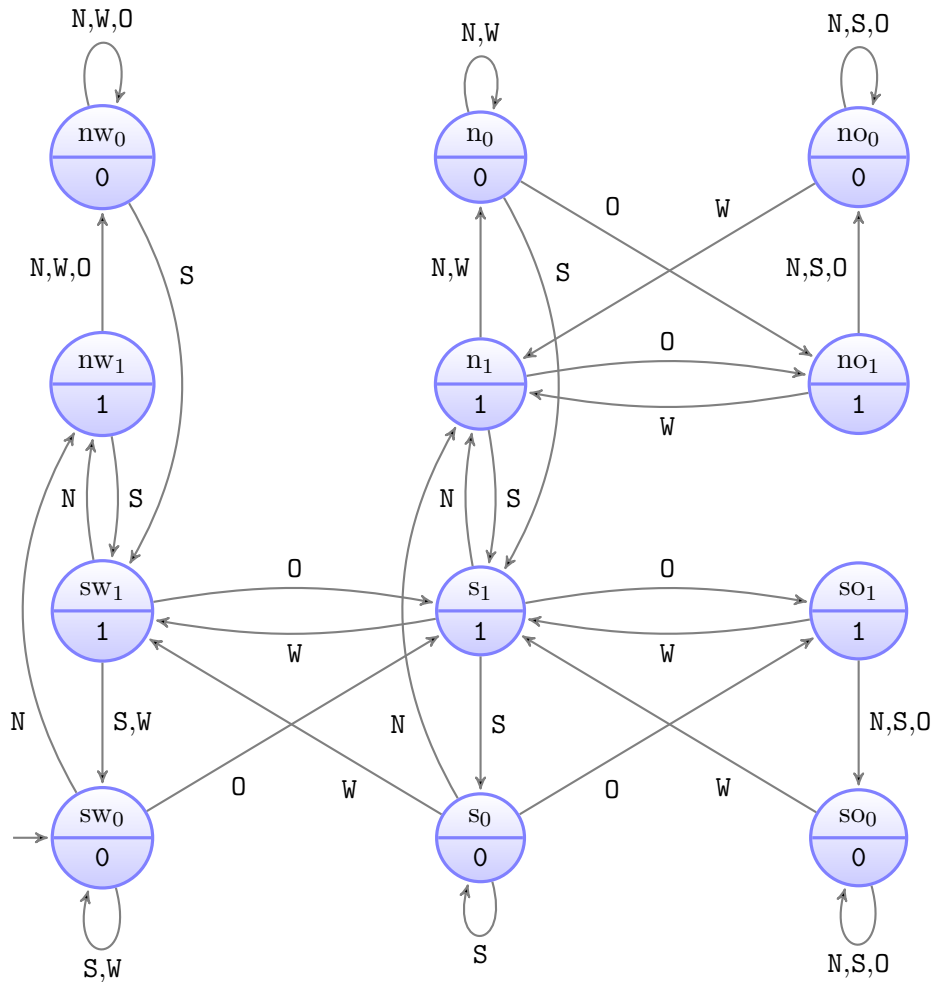 N,W,O
N,W
N,S,O
nw₀
0
n₀
0
no₀
0
O
W
N,W,O
S
N,W
S
N,S,O
nw₁
1
n₁
1
O
no₁
1
W
N
S
N
S
sw₁
1
O
s₁
1
O
so₁
1
W
W
N
S,W
N
S
N,S,O
O
W
O
W
sw₀
0
s₀
0
so₀
0
S,W
S
N,S,O